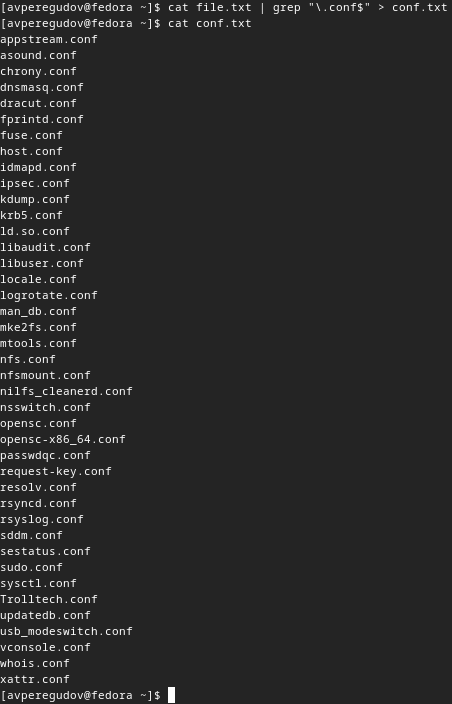 [avperegudov@fedora ~]$ cat file.txt | grep "\.conf$" > conf.txt
[avperegudov@fedora ~]$ cat conf.txt
appstream.conf
asound.conf
chrony.conf
dnsmasq.conf
dracut.conf
fprintd.conf
fuse.conf
host.conf
idmapd.conf
ipsec.conf
kdump.conf
krb5.conf
ld.so.conf
libaudit.conf
libuser.conf
locale.conf
logrotate.conf
man_db.conf
mke2fs.conf
mtools.conf
nfs.conf
nfsmount.conf
nilfs_cleanerd.conf
nsswitch.conf
opensc.conf
opensc-x86_64.conf
passwdqc.conf
request-key.conf
resolv.conf
rsyncd.conf
rsyslog.conf
sddm.conf
sestatus.conf
sudo.conf
sysctl.conf
Trolltech.conf
updatedb.conf
usb_modeswitch.conf
vconsole.conf
whois.conf
xattr.conf
[avperegudov@fedora ~]$